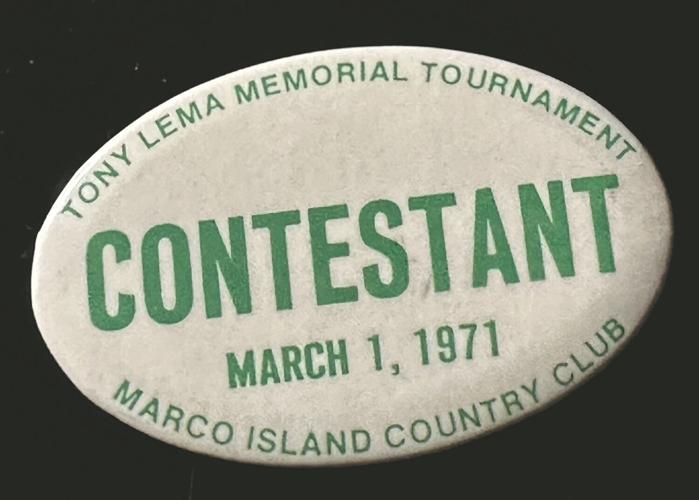 TONY LEMA MEMORIAL TOURNAMENT
CONTESTANT
MARCH 1, 1971
MARCO ISLAND COUNTRY CLUB